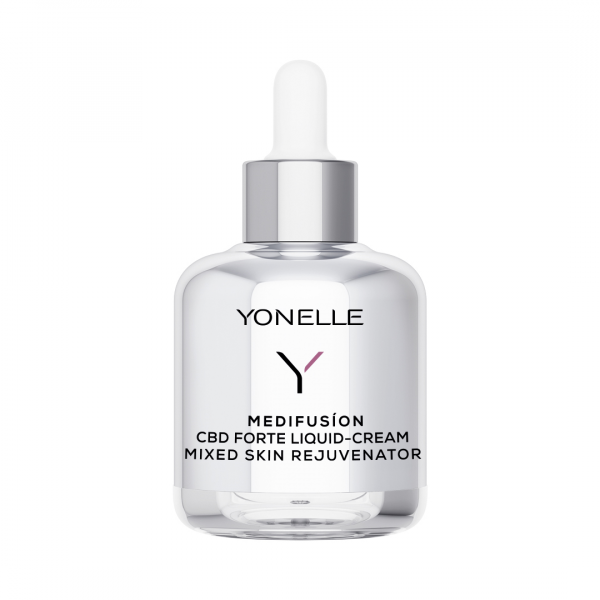 YONELLE
Y
MEDIFUSÍON
CBD FORTE LIQUID-CREAM
MIXED SKIN REJUVENATOR